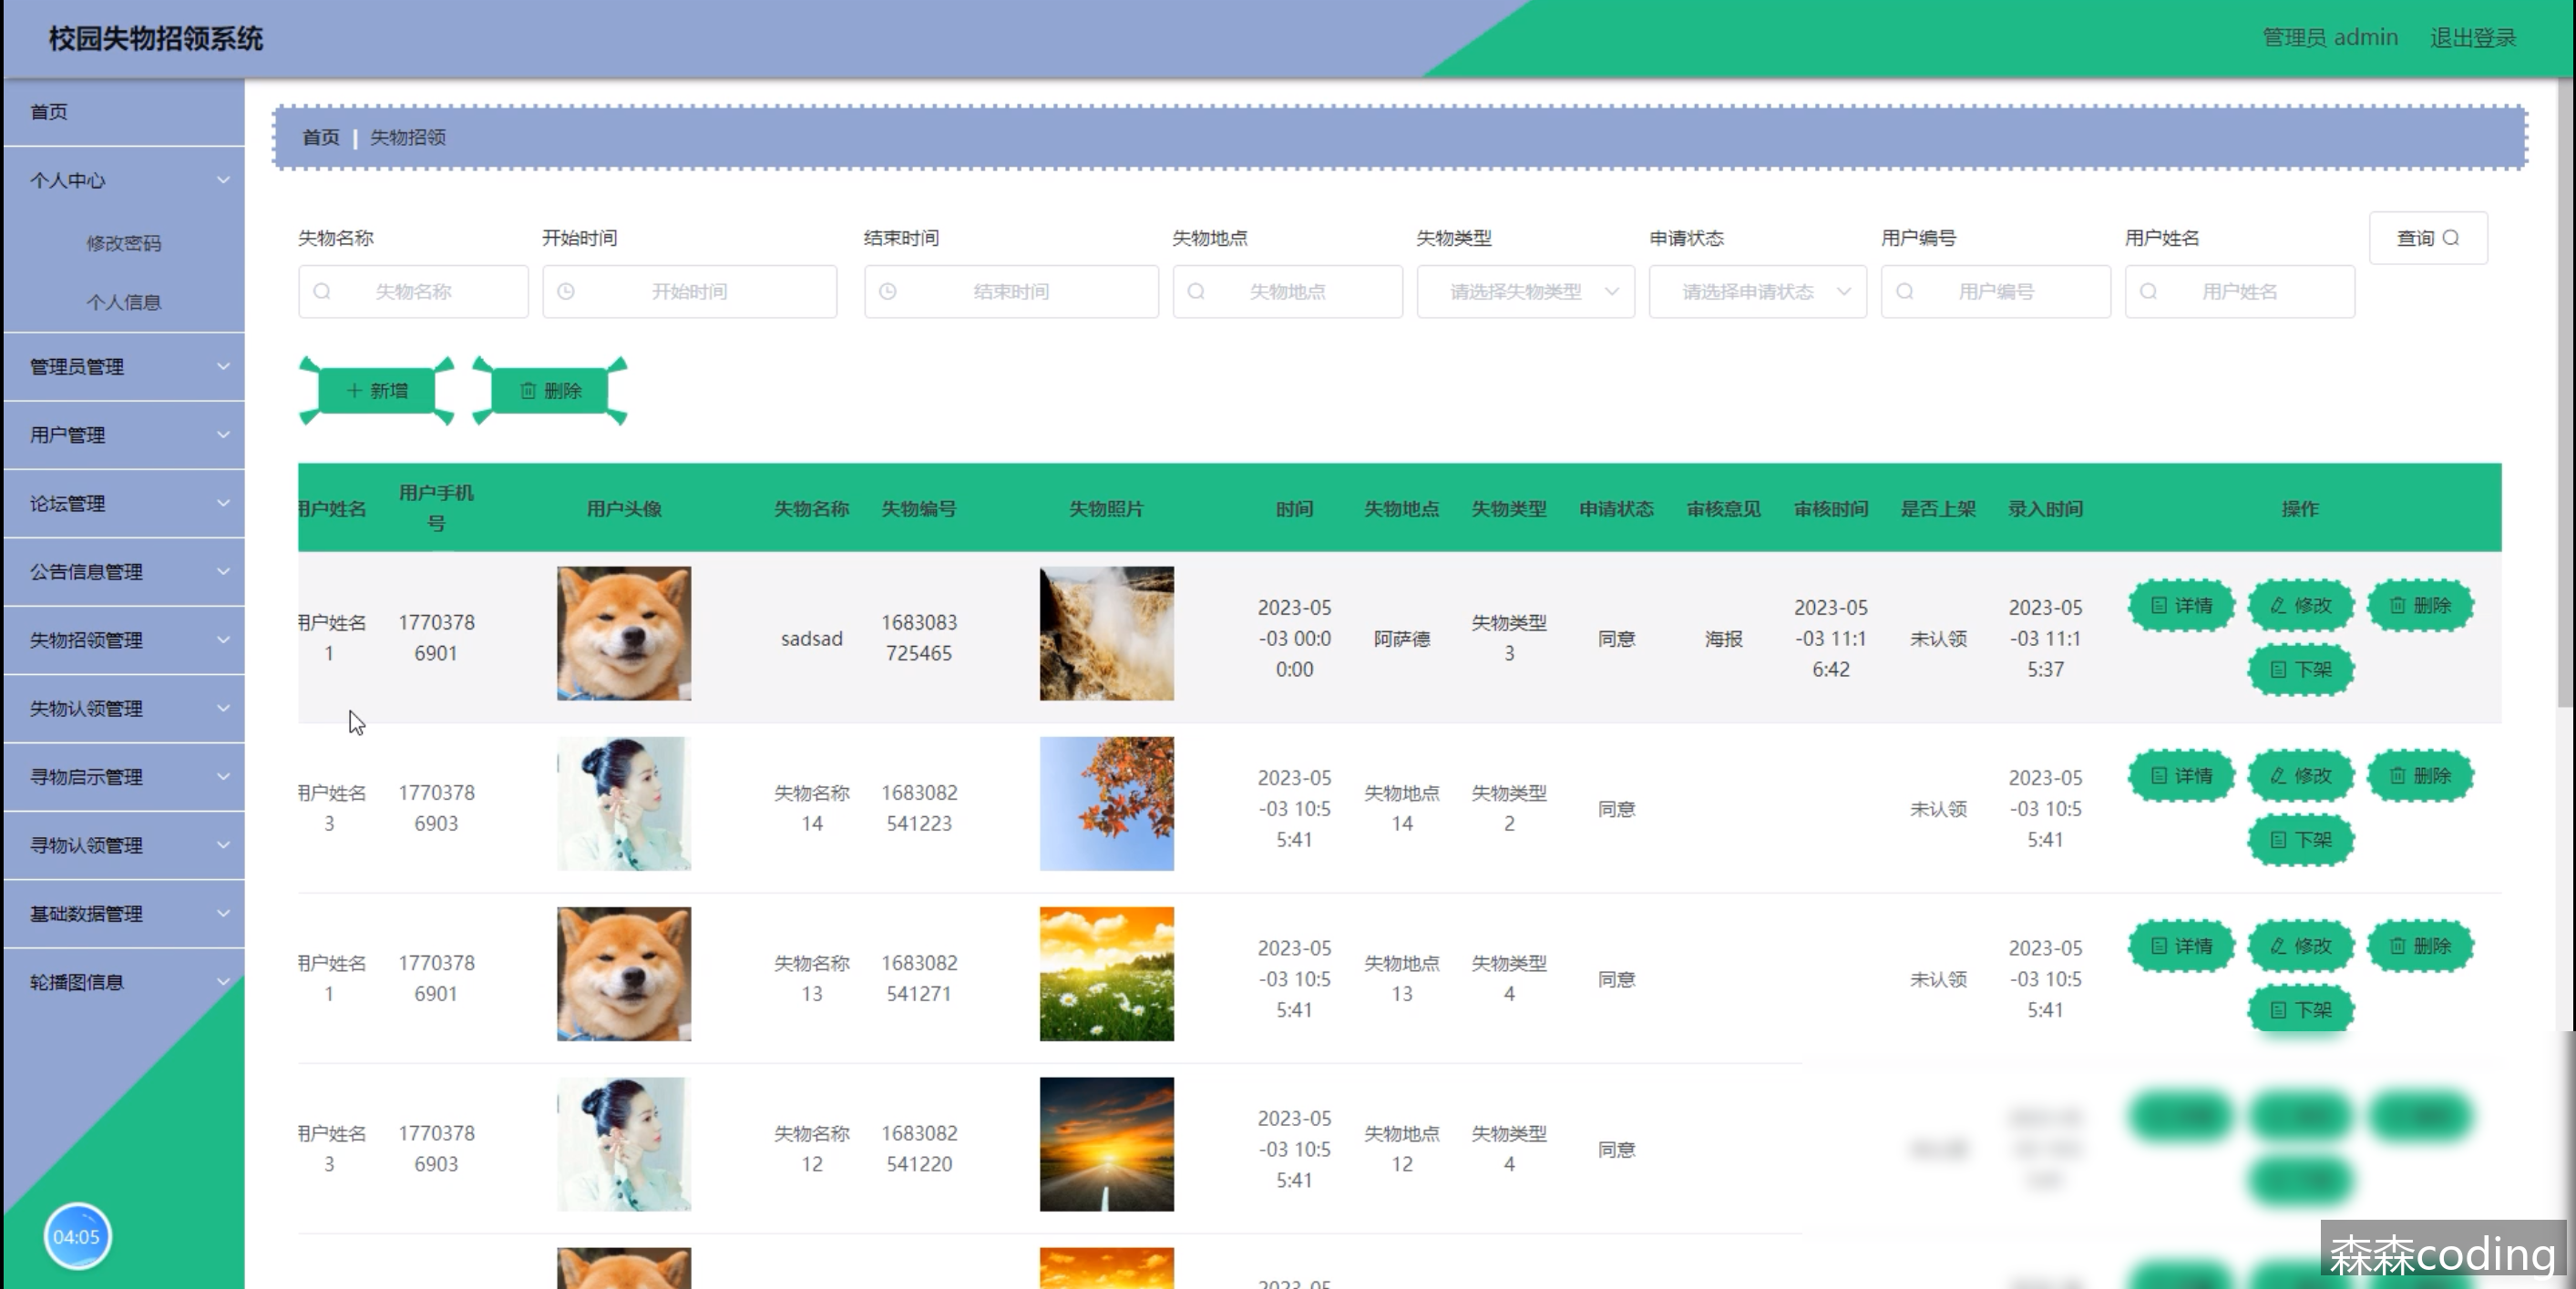 校园失物招领系统
管理员 admin 退出登录
首页
个人中心
修改密码
个人信息
管理员管理
用户管理
论坛管理
公告信息管理
失物招领管理
失物认领管理
寻物启示管理
寻物认领管理
基础数据管理
轮播图信息
04:05
首页 | 失物招领
失物名称 开始时间 结束时间 失物地点 失物类型 申请状态 用户编号 用户姓名 查询
失物名称 开始时间 结束时间 失物地点 请选择失物类型 请选择申请状态 用户编号 用户姓名
新增 删除
用户姓名 用户手机号 用户头像 失物名称 失物编号 失物照片 时间 失物地点 失物类型 申请状态 审核意见 审核时间 是否上架 录入时间 操作
用户姓名1 17703786901 sadsad 1683083725465 2023-05-03 00:00:00 阿萨德 失物类型3 同意 海报 2023-05-03 11:16:42 未认领 2023-05-03 11:15:37 详情 修改 删除
下架
用户姓名3 17703786903 失物名称14 1683082541223 2023-05-03 10:55:41 失物地点14 失物类型2 同意 未认领 2023-05-03 10:55:41 详情 修改 删除
下架
用户姓名1 17703786901 失物名称13 1683082541271 2023-05-03 10:55:41 失物地点13 失物类型4 同意 未认领 2023-05-03 10:55:41 详情 修改 删除
下架
用户姓名3 17703786903 失物名称12 1683082541220 2023-05-03 10:55:41 失物地点12 失物类型4 同意
2023-05
森森coding